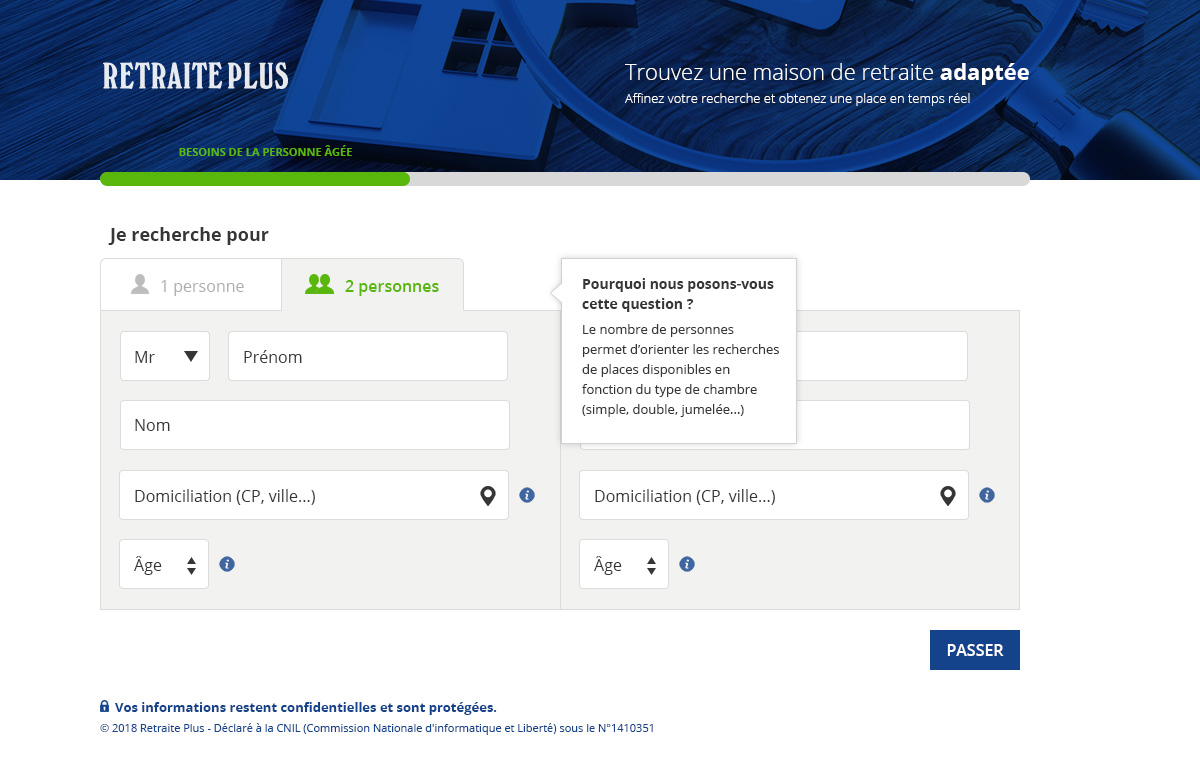 RETRAITE PLUS
Trouvez une maison de retraite adaptée
Affinez votre recherche et obtenez une place en temps réel
BESOINS DE LA PERSONNE ÂGÉE
Je recherche pour
1 personne
2 personnes
Pourquoi nous posons-vous
cette question ?
Le nombre de personnes
permet d’orienter les recherches
de places disponibles en
fonction du type de chambre
(simple, double, jumelée...)
Mr
Prénom
Nom
Domiciliation (CP, ville...)
Domiciliation (CP, ville...)
Âge
Âge
PASSER
Vos informations restent confidentielles et sont protégées.
© 2018 Retraite Plus - Déclaré à la CNIL (Commission Nationale d'informatique et Liberté) sous le N°1410351